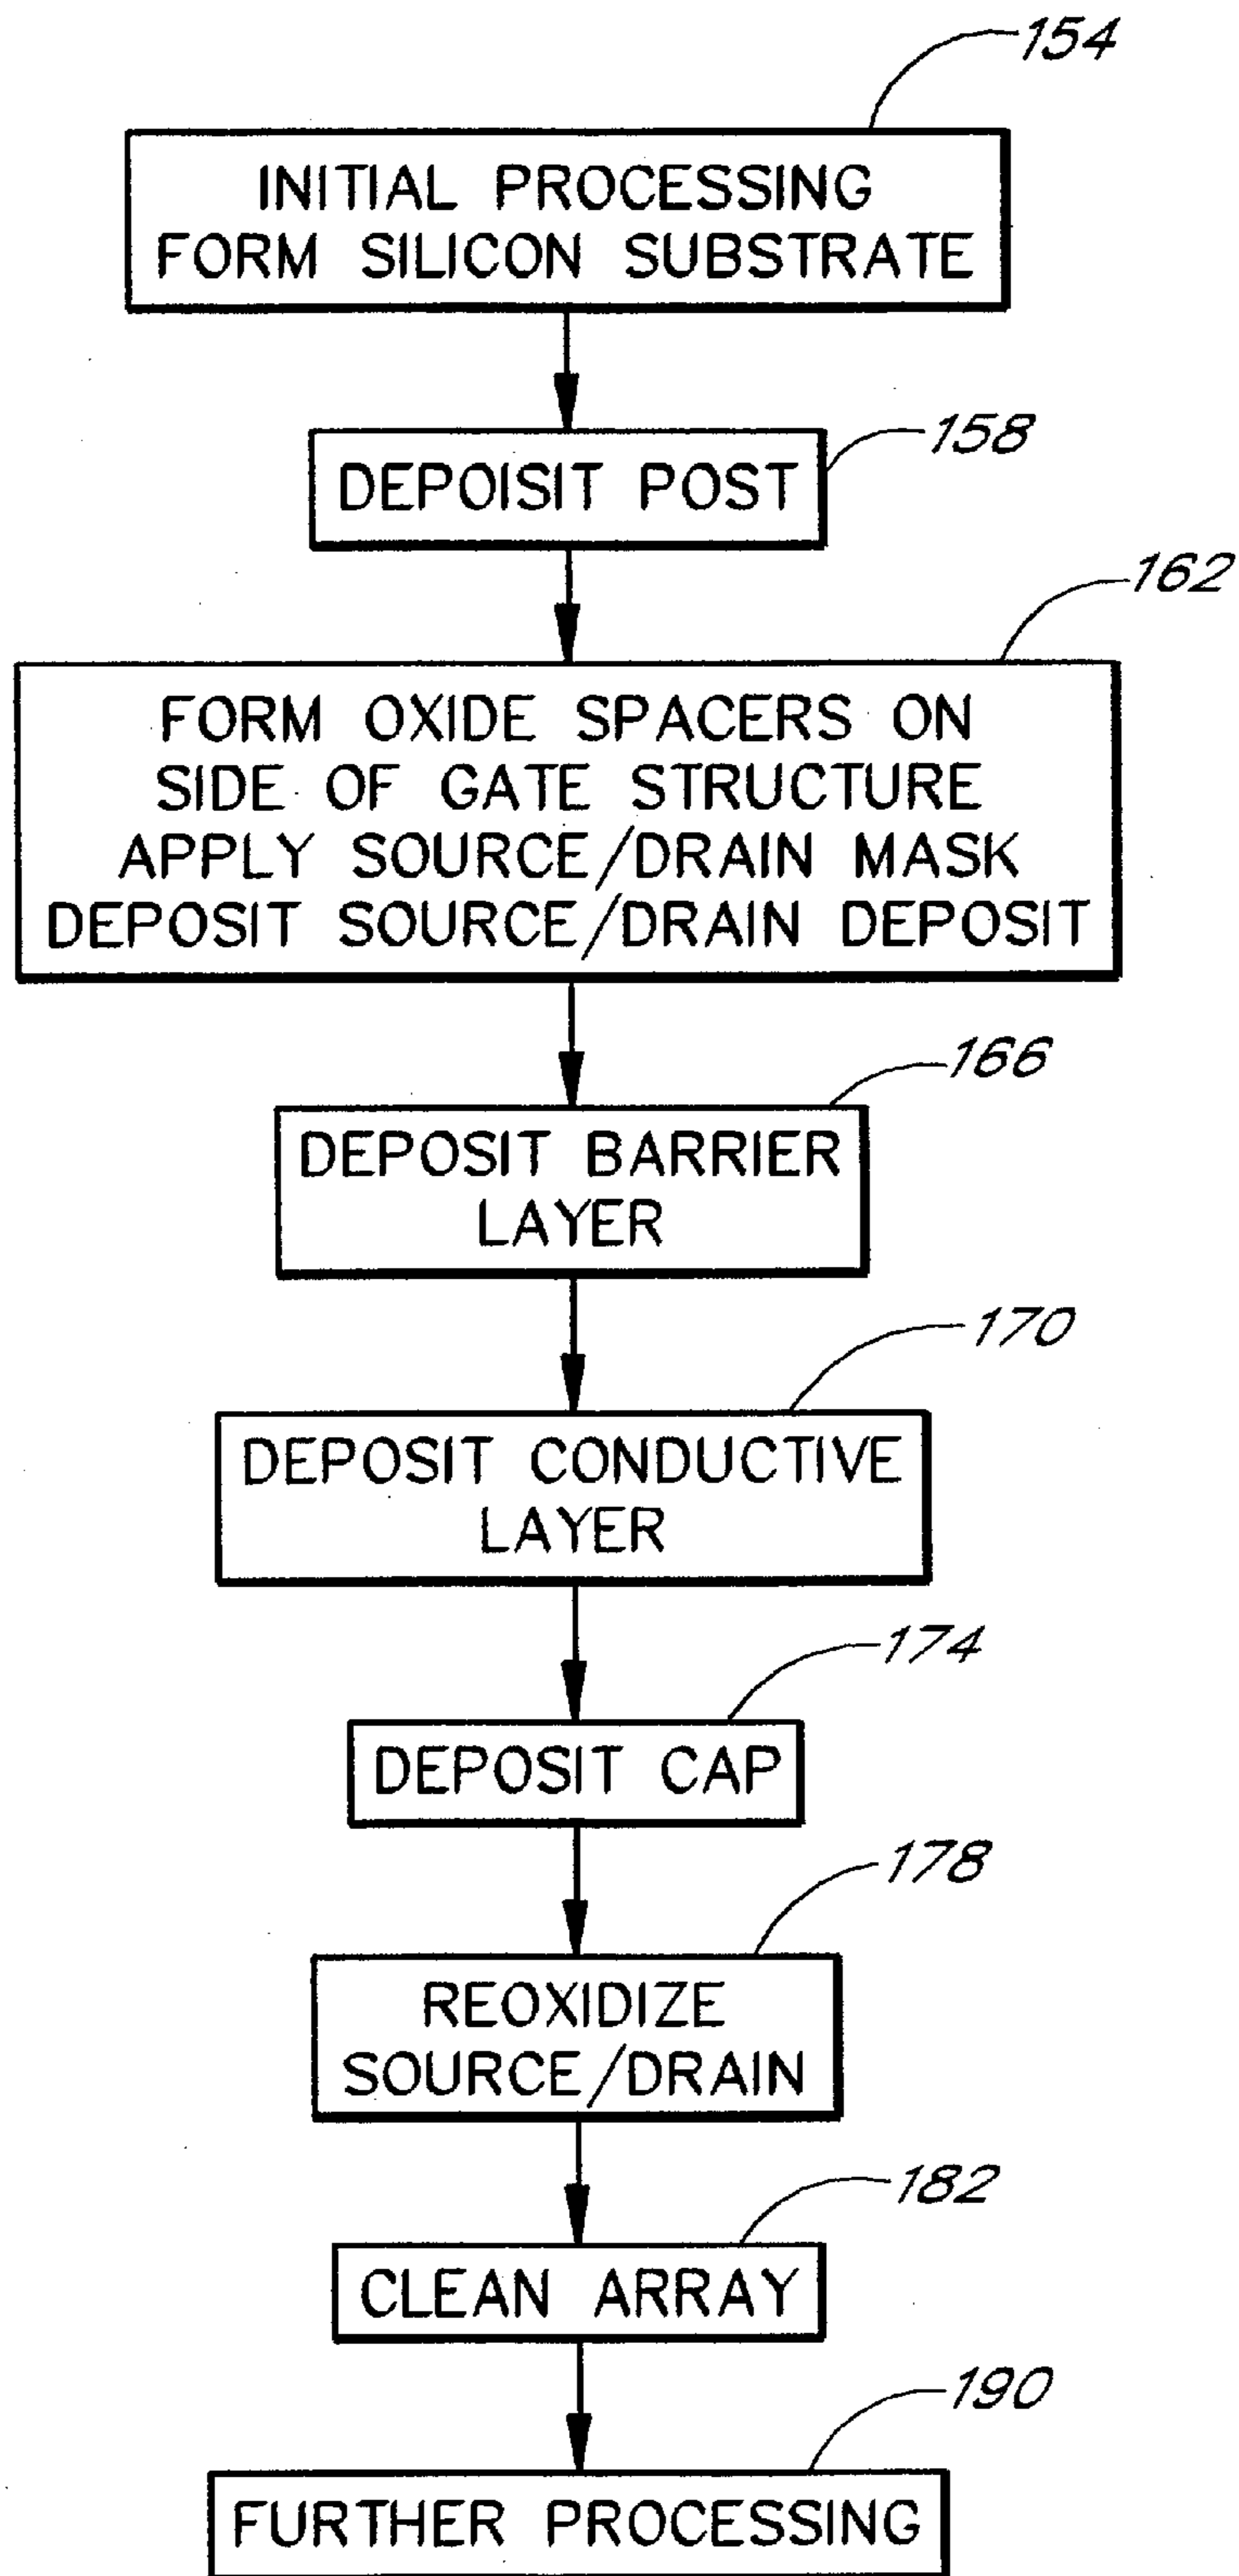 154
INITIAL PROCESSING
FORM SILICON SUBSTRATE
158
DEPOISIT POST
162
FORM OXIDE SPACERS ON
SIDE OF GATE STRUCTURE
APPLY SOURCE/DRAIN MASK
DEPOSIT SOURCE/DRAIN DEPOSIT
166
DEPOSIT BARRIER
LAYER
170
DEPOSIT CONDUCTIVE
LAYER
174
DEPOSIT CAP
178
REOXIDIZE
SOURCE/DRAIN
182
CLEAN ARRAY
190
FURTHER PROCESSING